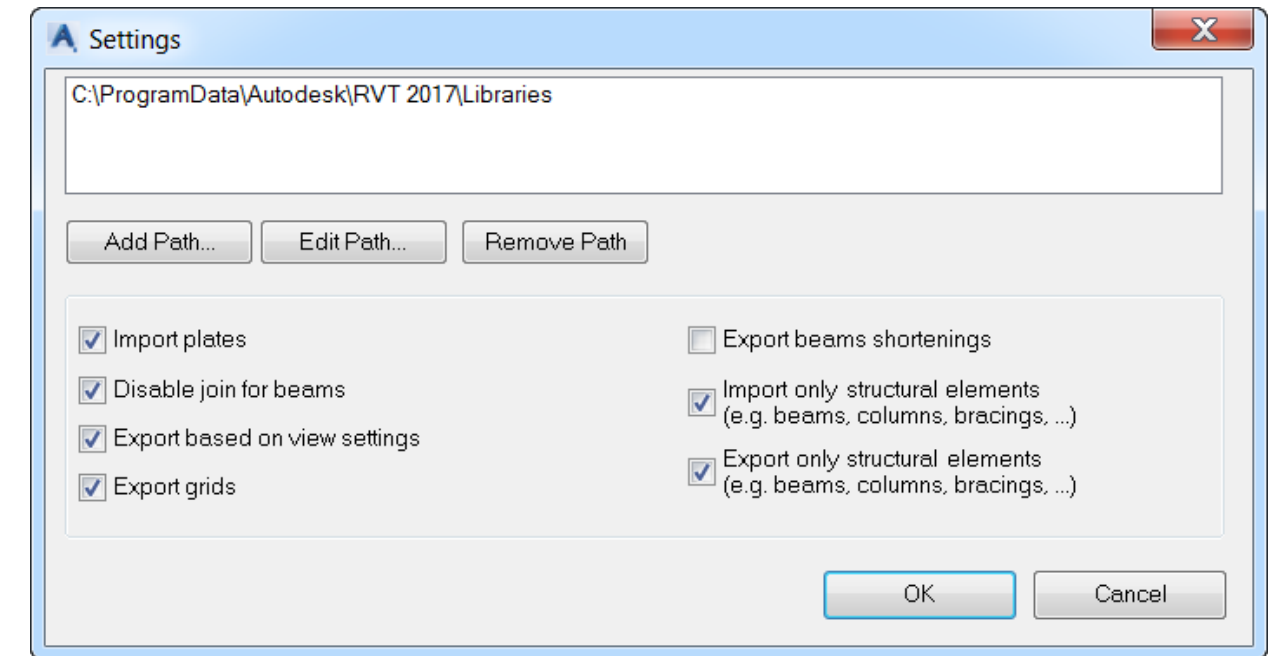 Settings
C:\ProgramData\Autodesk\RVT 2017\Libraries
Add Path... Edit Path... Remove Path
Import plates
Disable join for beams
Export based on view settings
Export grids
Export beams shortenings
Import only structural elements
(e.g. beams, columns, bracings, ...)
Export only structural elements
(e.g. beams, columns, bracings, ...)
OK Cancel